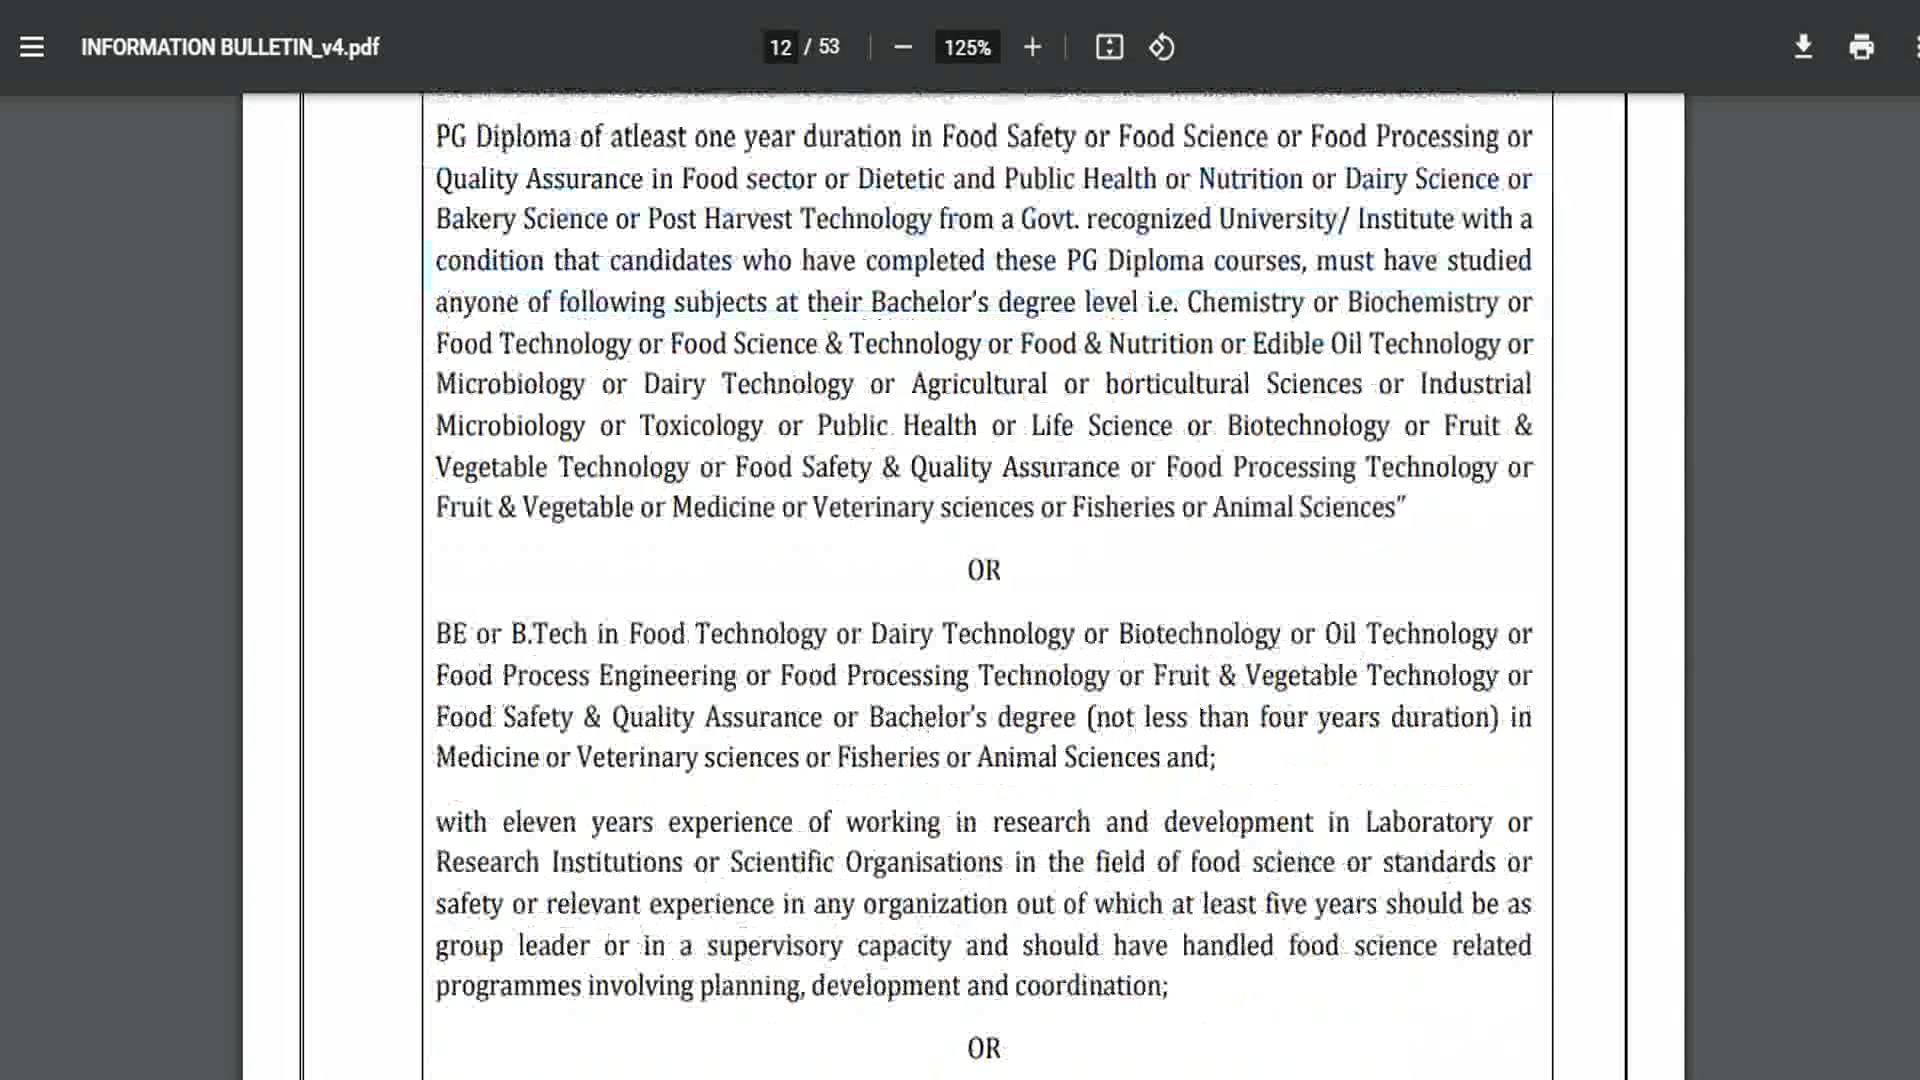 INFORMATION BULLETIN_v4.pdf
12 / 53
125%
PG Diploma of atleast one year duration in Food Safety or Food Science or Food Processing or
Quality Assurance in Food sector or Dietetic and Public Health or Nutrition or Dairy Science or
Bakery Science or Post Harvest Technology from a Govt. recognized University/ Institute with a
condition that candidates who have completed these PG Diploma courses, must have studied
anyone of following subjects at their Bachelor's degree level i.e. Chemistry or Biochemistry or
Food Technology or Food Science & Technology or Food & Nutrition or Edible Oil Technology or
Microbiology or Dairy Technology or Agricultural or horticultural Sciences or Industrial
Microbiology or Toxicology or Public Health or Life Science or Biotechnology or Fruit &
Vegetable Technology or Food Safety & Quality Assurance or Food Processing Technology or
Fruit & Vegetable or Medicine or Veterinary sciences or Fisheries or Animal Sciences"
OR
BE or B.Tech in Food Technology or Dairy Technology or Biotechnology or Oil Technology or
Food Process Engineering or Food Processing Technology or Fruit & Vegetable Technology or
Food Safety & Quality Assurance or Bachelor's degree (not less than four years duration) in
Medicine or Veterinary sciences or Fisheries or Animal Sciences and;
with eleven years experience of working in research and development in Laboratory or
Research Institutions or Scientific Organisations in the field of food science or standards or
safety or relevant experience in any organization out of which at least five years should be as
group leader or in a supervisory capacity and should have handled food science related
programmes involving planning, development and coordination;
OR